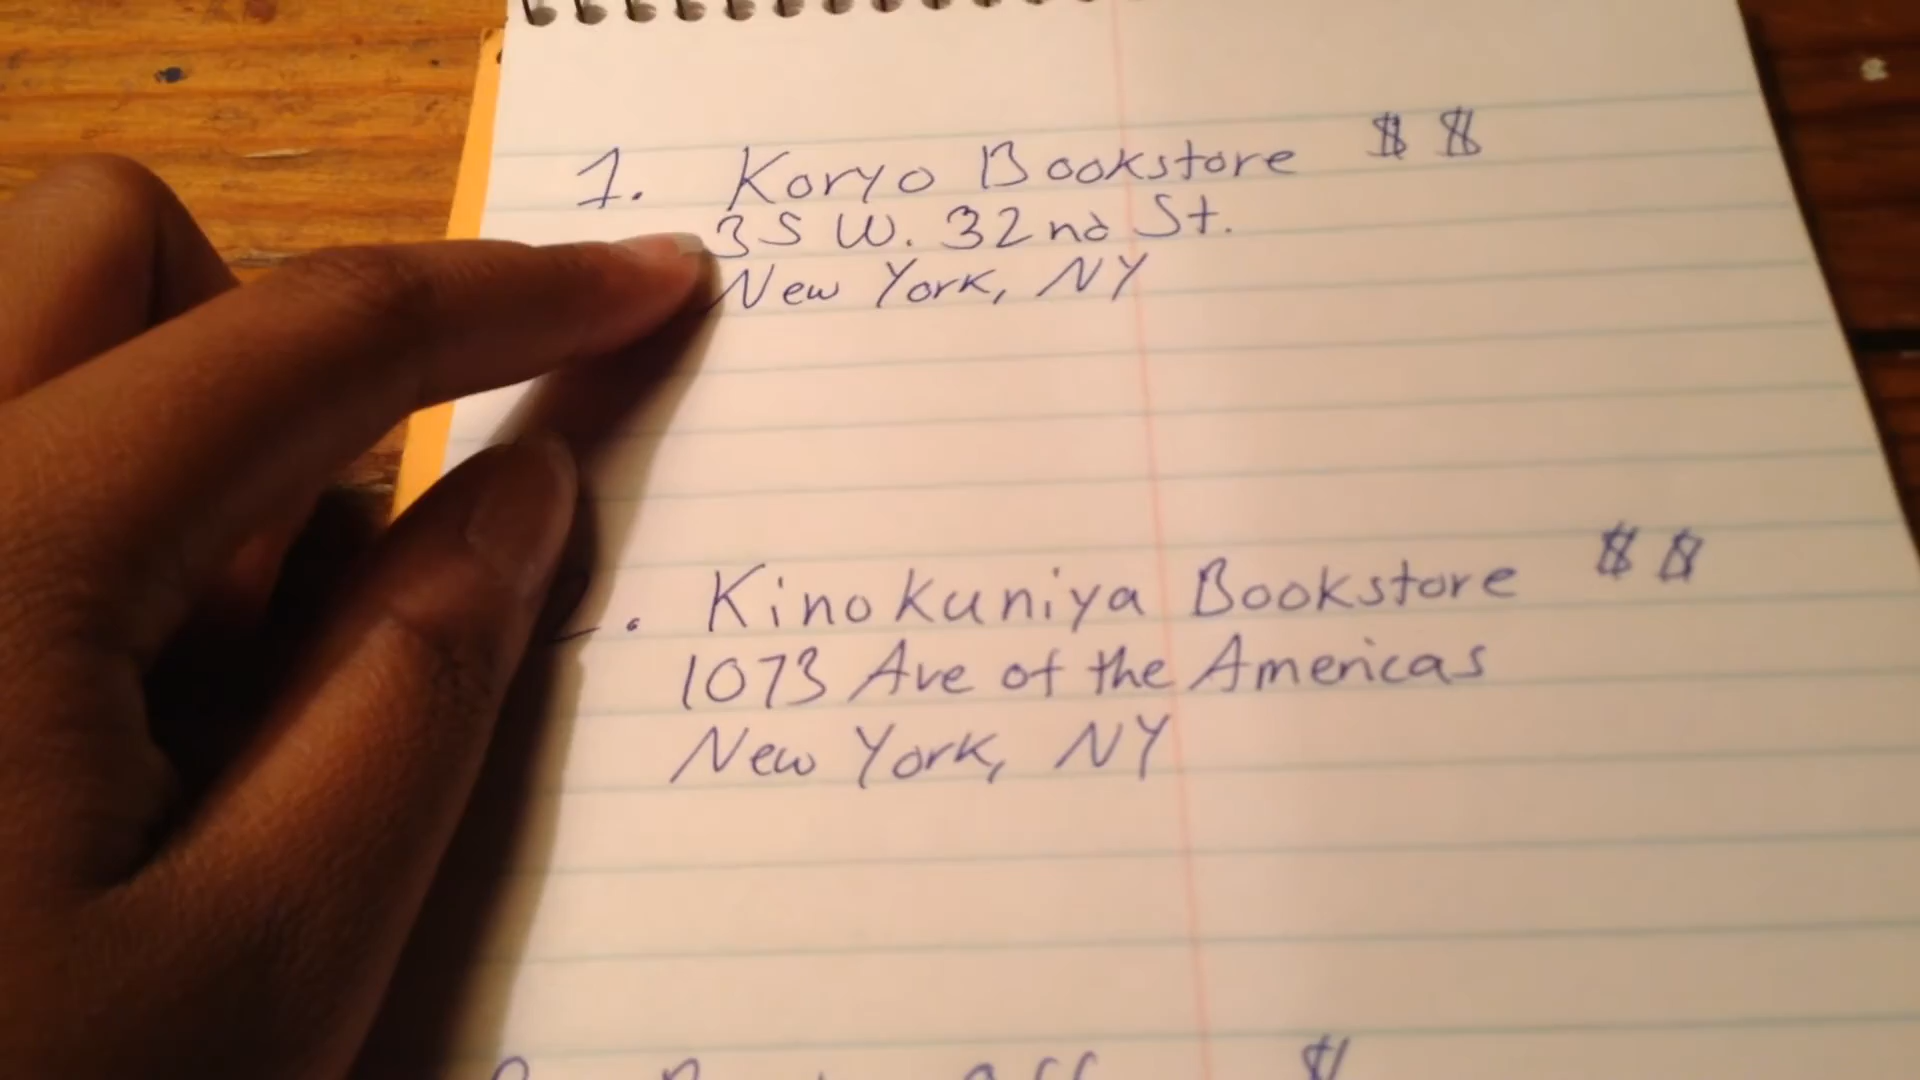 1. Koryo Bookstore $ $
35 W. 32nd St.
New York, NY
. Kinokuniya Bookstore $ $
1073 Ave of the Americas
New York, NY
$